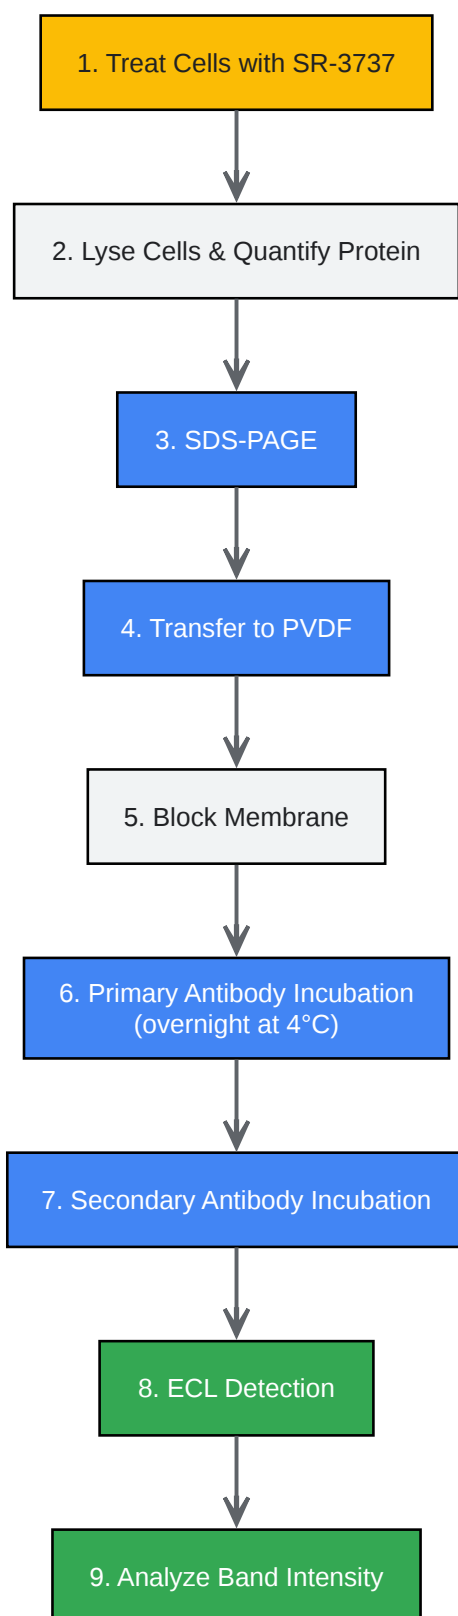 1. Treat Cells with SR-3737
2. Lyse Cells & Quantify Protein
3. SDS-PAGE
4. Transfer to PVDF
5. Block Membrane
6. Primary Antibody Incubation
(overnight at 4°C)
7. Secondary Antibody Incubation
8. ECL Detection
9. Analyze Band Intensity